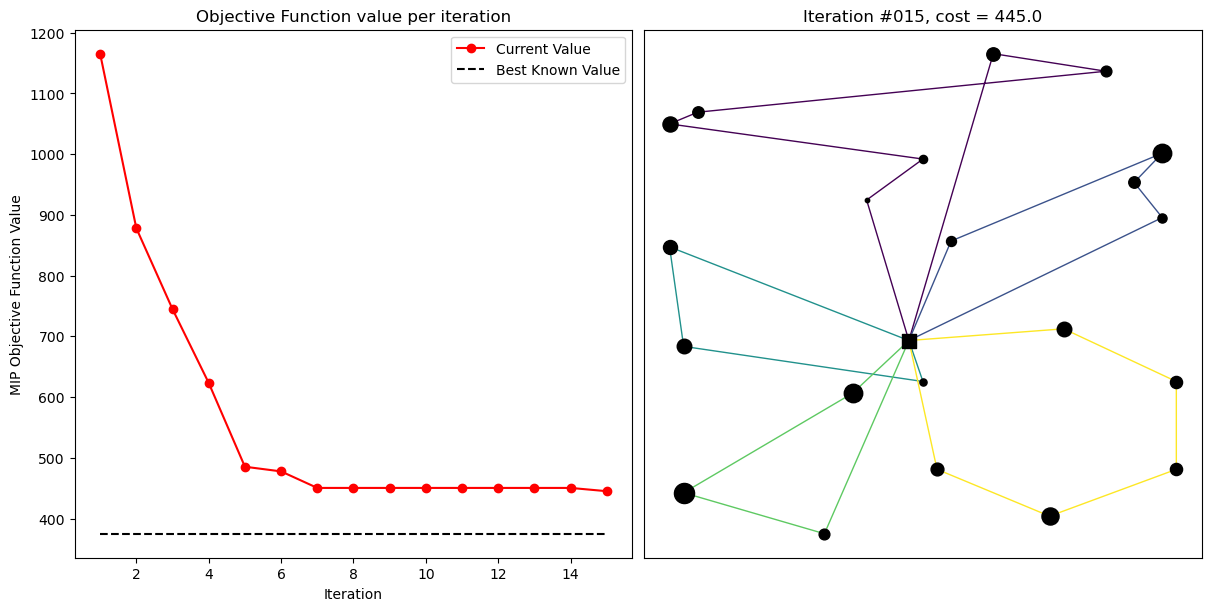 Objective Function value per iteration
Current Value
Best Known Value
MIP Objective Function Value
1200
1100
1000
900
800
700
600
500
400
2 4 6 8 10 12 14
Iteration
Iteration #015, cost = 445.0